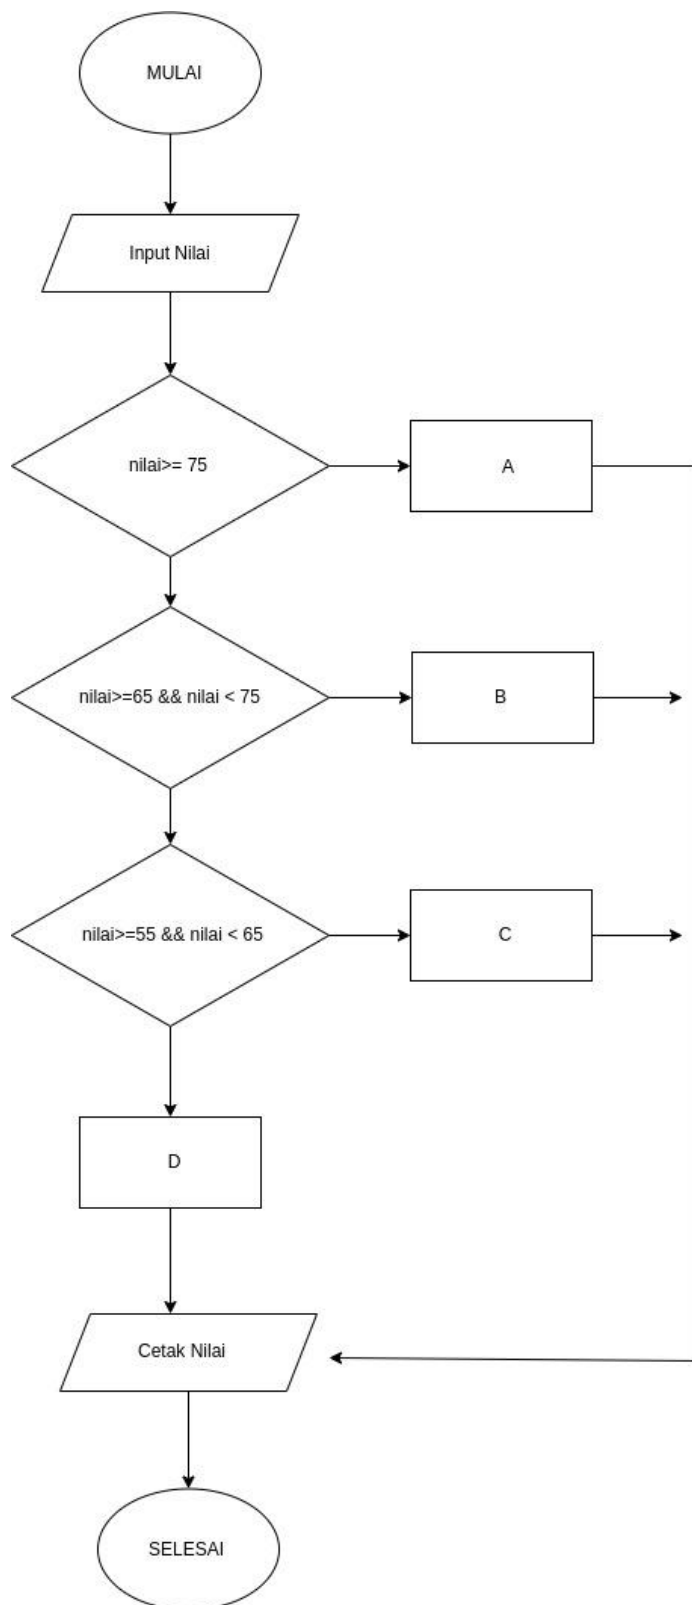 MULAI
Input Nilai
nilai>= 75
A
nilai>=65 && nilai < 75
B
nilai>=55 && nilai < 65
C
D
Cetak Nilai
SELESAI